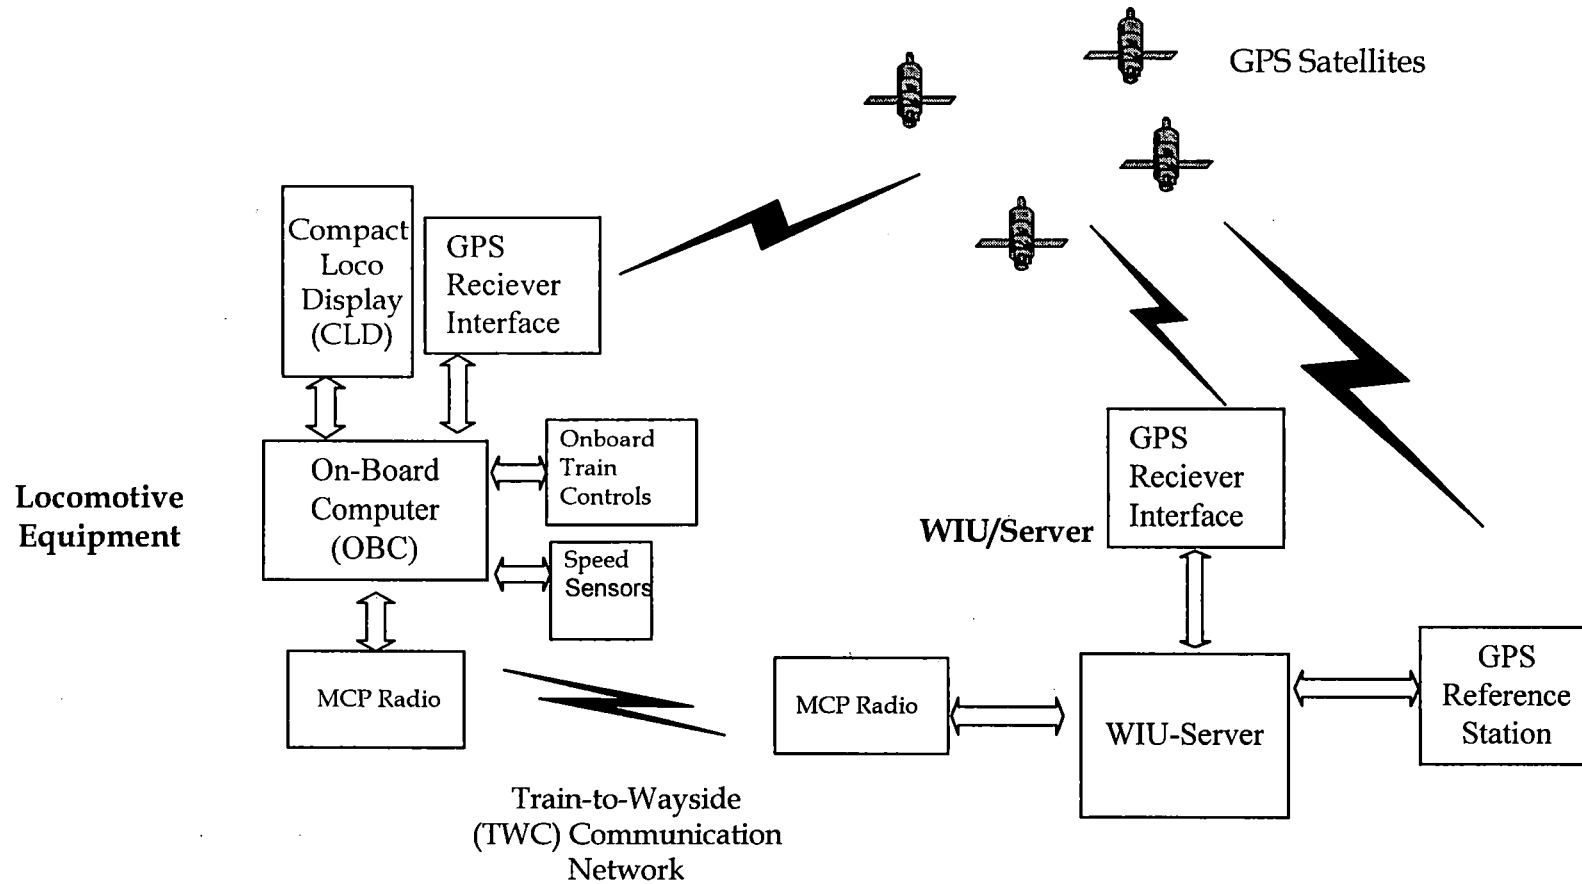 GPS Satellites
Compact
Loco
Display
(CLD)
GPS
Reciever
Interface
On-Board
Computer
(OBC)
Onboard
Train
Controls
Speed
Sensors
Locomotive
Equipment
MCP Radio
Train-to-Wayside
(TWC) Communication
Network
WIU/Server
GPS
Reciever
Interface
MCP Radio
WIU-Server
GPS
Reference
Station